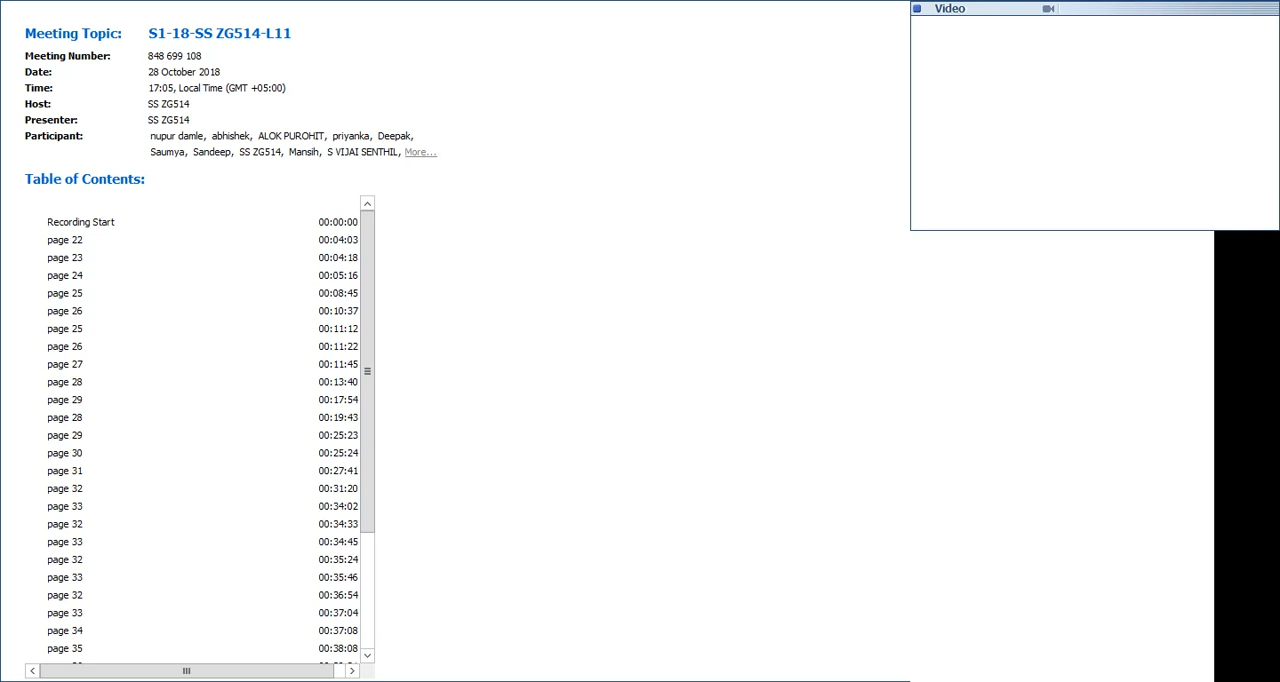 Video
Meeting Topic: S1-18-SS ZG514-L11
Meeting Number: 848 699 108
Date: 28 October 2018
Time: 17:05, Local Time (GMT +05:00)
Host: SS ZG514
Presenter: SS ZG514
Participant: nupur damle, abhishek, ALOK PUROHIT, priyanka, Deepak,
Saumya, Sandeep, SS ZG514, Mansih, S VIJAI SENTHIL, More...
Table of Contents:
Recording Start 00:00:00
page 22 00:04:03
page 23 00:04:18
page 24 00:05:16
page 25 00:08:45
page 26 00:10:37
page 25 00:11:12
page 26 00:11:22
page 27 00:11:45
page 28 00:13:40
page 29 00:17:54
page 28 00:19:43
page 29 00:25:23
page 30 00:25:24
page 31 00:27:41
page 32 00:31:20
page 33 00:34:02
page 32 00:34:33
page 33 00:34:45
page 32 00:35:24
page 33 00:35:46
page 32 00:36:54
page 33 00:37:04
page 34 00:37:08
page 35 00:38:08